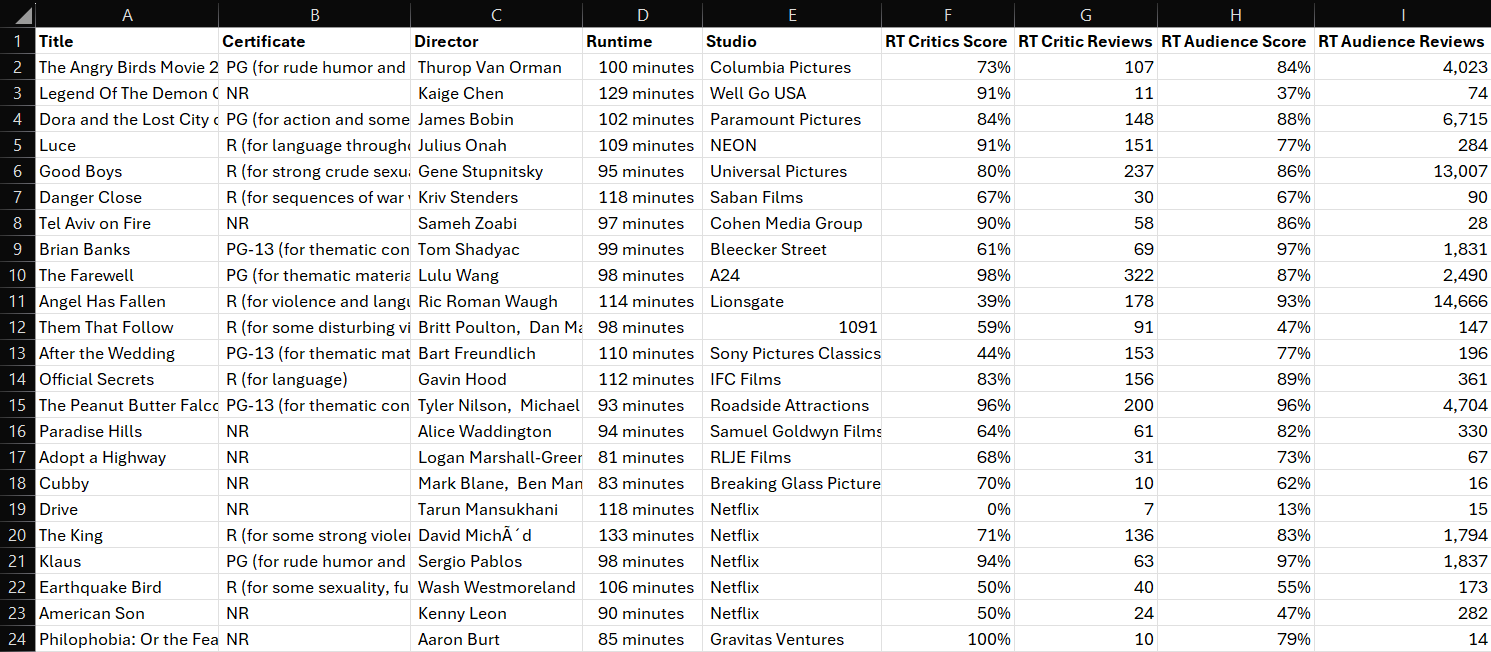 A B C D E F G H I
1 Title Certificate Director Runtime Studio RT Critics Score RT Critic Reviews RT Audience Score RT Audience Reviews
2 The Angry Birds Movie 2 PG (for rude humor and Thurop Van Orman 100 minutes Columbia Pictures 73% 107 84% 4,023
3 Legend Of The Demon NR Kaige Chen 129 minutes Well Go USA 91% 11 37% 74
4 Dora and the Lost City PG (for action and some James Bobin 102 minutes Paramount Pictures 84% 148 88% 6,715
5 Luce R (for language through Julius Onah 109 minutes NEON 91% 151 77% 284
6 Good Boys R (for strong crude sexu Gene Stupnitsky 95 minutes Universal Pictures 80% 237 86% 13,007
7 Danger Close R (for sequences of war Kriv Stenders 118 minutes Saban Films 67% 30 67% 90
8 Tel Aviv on Fire NR Sameh Zoabi 97 minutes Cohen Media Group 90% 58 86% 28
9 Brian Banks PG-13 (for thematic con Tom Shadyac 99 minutes Bleecker Street 61% 69 97% 1,831
10 The Farewell PG (for thematic materia Lulu Wang 98 minutes A24 98% 322 87% 2,490
11 Angel Has Fallen R (for violence and langu Ric Roman Waugh 114 minutes Lionsgate 39% 178 93% 14,666
12 Them That Follow R (for some disturbing vi Britt Poulton, Dan Ma 98 minutes 1091 59% 91 47% 147
13 After the Wedding PG-13 (for thematic mat Bart Freundlich 110 minutes Sony Pictures Classics 44% 153 77% 196
14 Official Secrets R (for language) Gavin Hood 112 minutes IFC Films 83% 156 89% 361
15 The Peanut Butter Falco PG-13 (for thematic con Tyler Nilson, Michael 93 minutes Roadside Attractions 96% 200 96% 4,704
16 Paradise Hills NR Alice Waddington 94 minutes Samuel Goldwyn Films 64% 61 82% 330
17 Adopt a Highway NR Logan Marshall-Green 81 minutes RLJE Films 68% 31 73% 67
18 Cubby NR Mark Blane, Ben Man 83 minutes Breaking Glass Picture 70% 10 62% 16
19 Drive NR Tarun Mansukhani 118 minutes Netflix 0% 7 13% 15
20 The King R (for some strong violen David MichÃ´d 133 minutes Netflix 71% 136 83% 1,794
21 Klaus PG (for rude humor and Sergio Pablos 98 minutes Netflix 94% 63 97% 1,837
22 Earthquake Bird R (for some sexuality, fu Wash Westmoreland 106 minutes Netflix 50% 40 55% 173
23 American Son NR Kenny Leon 90 minutes Netflix 50% 24 47% 282
24 Philophobia: Or the Fea NR Aaron Burt 85 minutes Gravitas Ventures 100% 10 79% 14